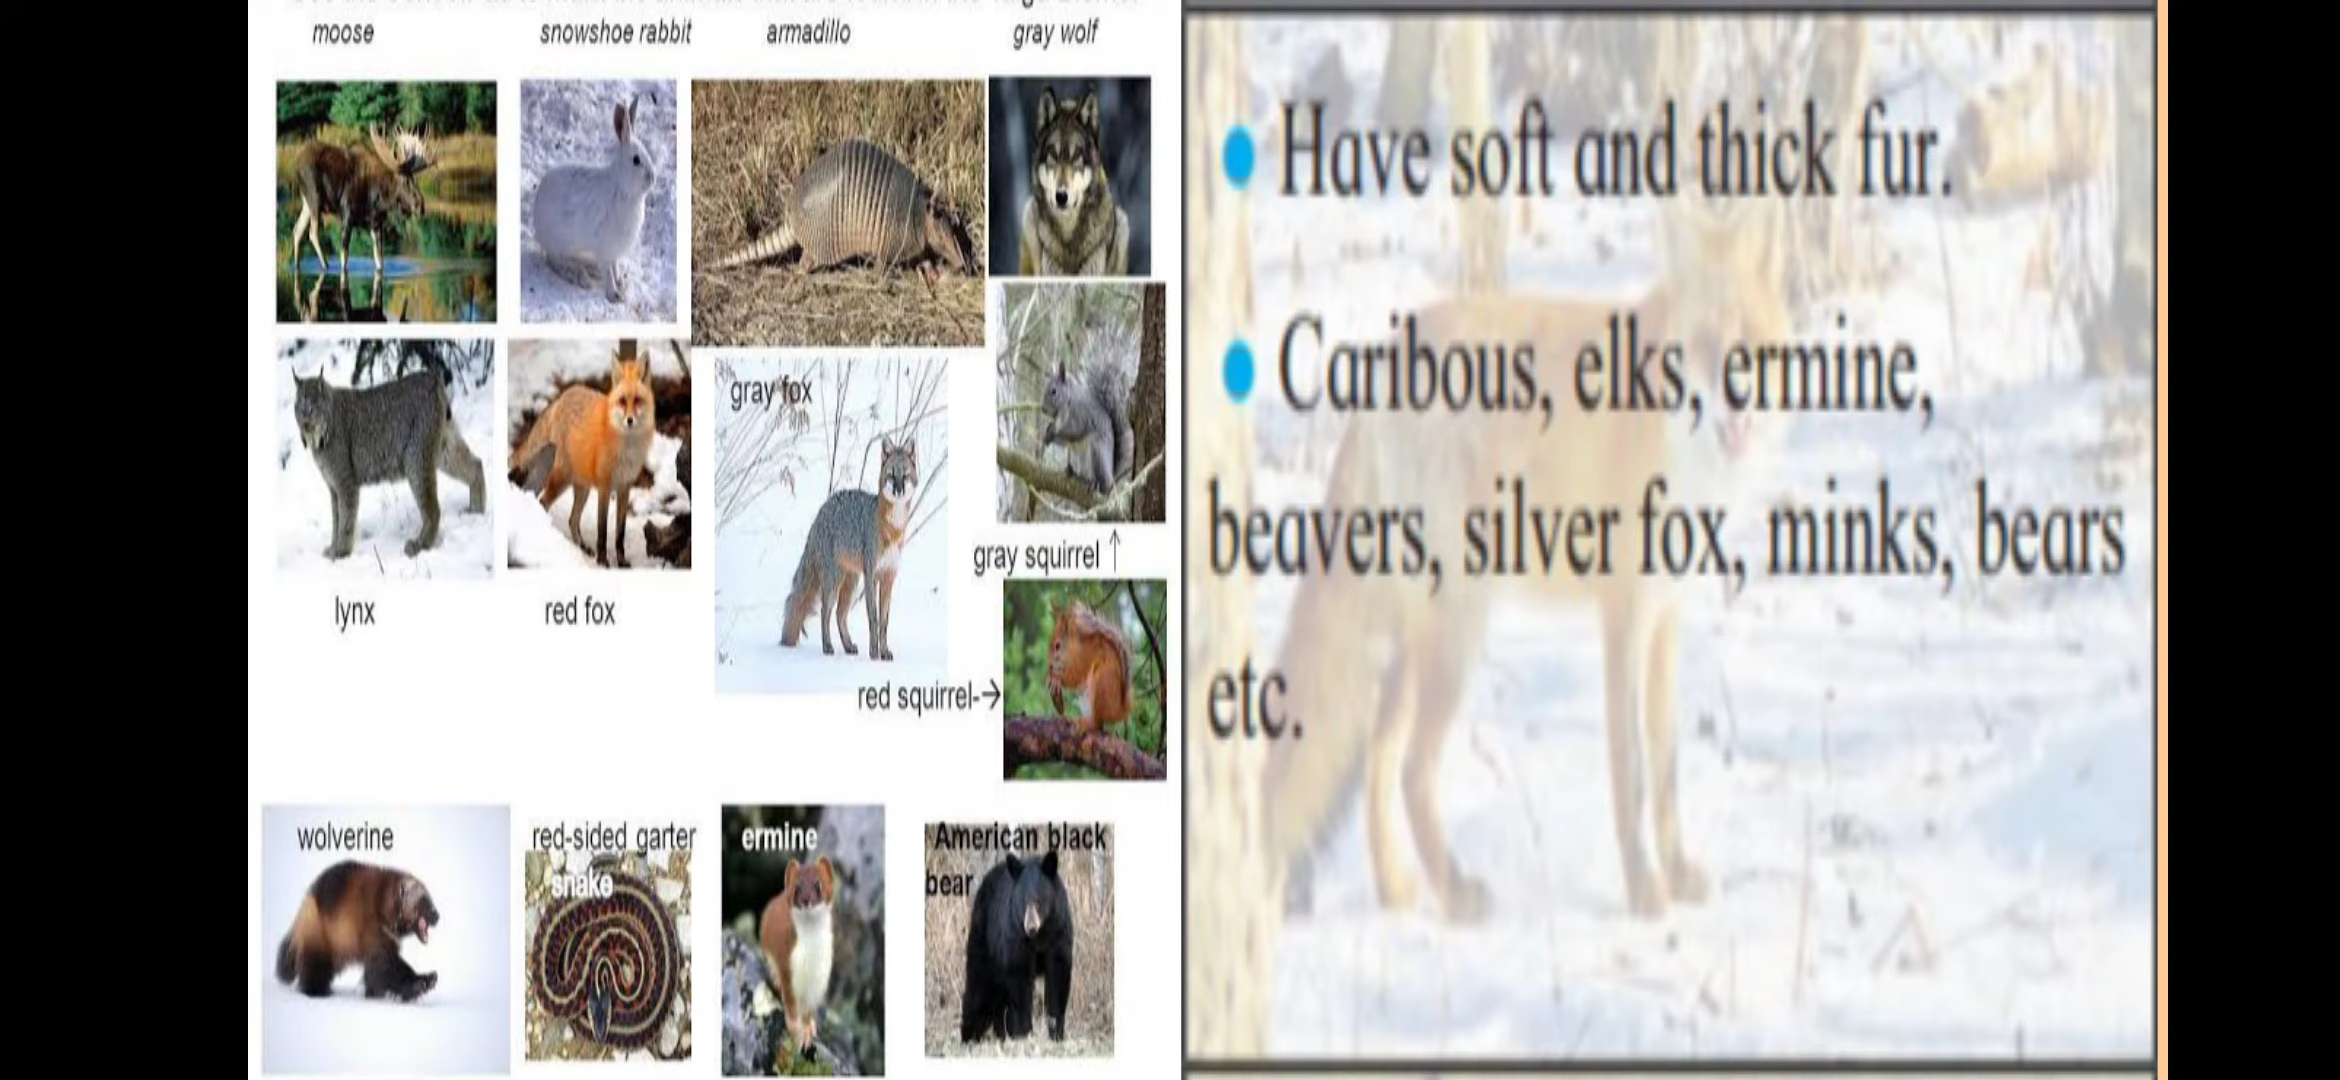 moose snowshoe rabbit armadillo gray wolf
gray fox
gray squirrel ↑
lynx red fox
red squirrel-→
wolverine red-sided garter snake ermine American black bear
• Have soft and thick fur.
• Caribous, elks, ermine,
beavers, silver fox, minks, bears
etc.